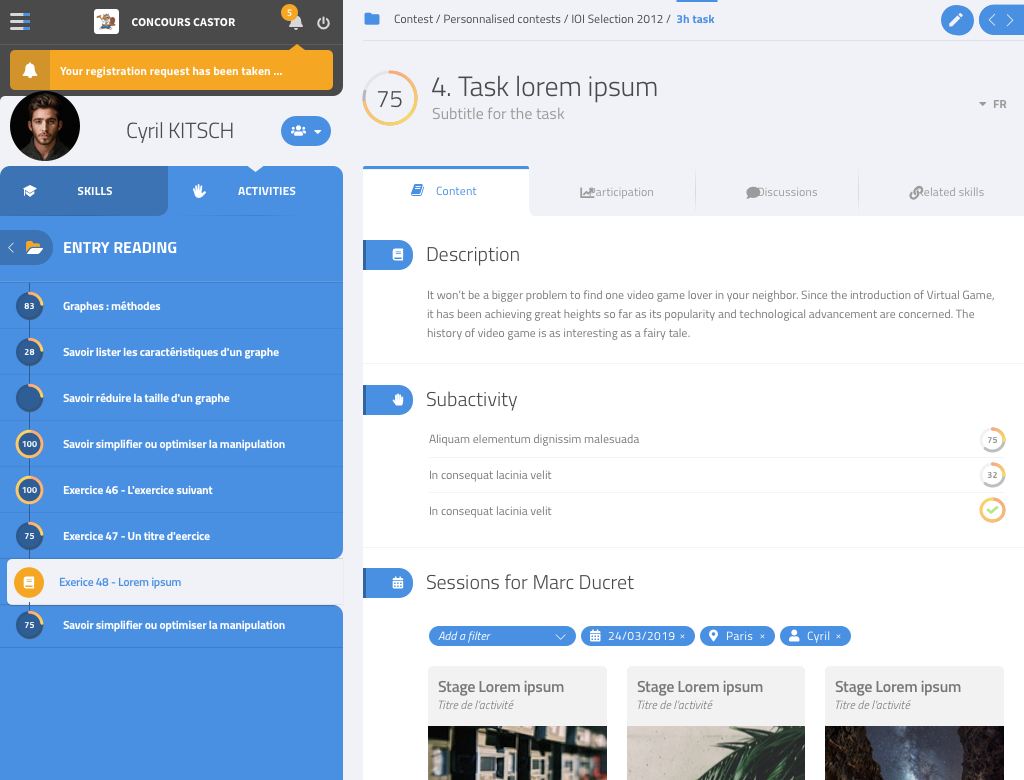 CONCOURS CASTOR
5
Your registration request has been taken ...
Cyril KITSCH
SKILLS
ACTIVITIES
ENTRY READING
83
Graphes : méthodes
28
Savoir lister les caractéristiques d'un graphe
Savoir réduire la taille d'un graphe
100
Savoir simplifier ou optimiser la manipulation
100
Exercice 46 - L'exercice suivant
75
Exercice 47 - Un titre d'eercice
Exerice 48 - Lorem ipsum
75
Savoir simplifier ou optimiser la manipulation
Contest / Personnalised contests / IOI Selection 2012 / 3h task
75
4. Task lorem ipsum
Subtitle for the task
FR
Content
articipation
Discussions
elated skills
Description
It won't be a bigger problem to find one video game lover in your neighbor. Since the introduction of Virtual Game,
it has been achieving great heights so far as its popularity and technological advancement are concerned. The
history of video game is as interesting as a fairy tale.
Subactivity
Aliquam elementum dignissim malesuada
75
In consequat lacinia velit
32
In consequat lacinia velit
Sessions for Marc Ducret
Add a filter
24/03/2019 ×
Paris ×
Cyril ×
Stage Lorem ipsum
Titre de l'activité
Stage Lorem ipsum
Titre de l'activité
Stage Lorem ipsum
Titre de l'activité